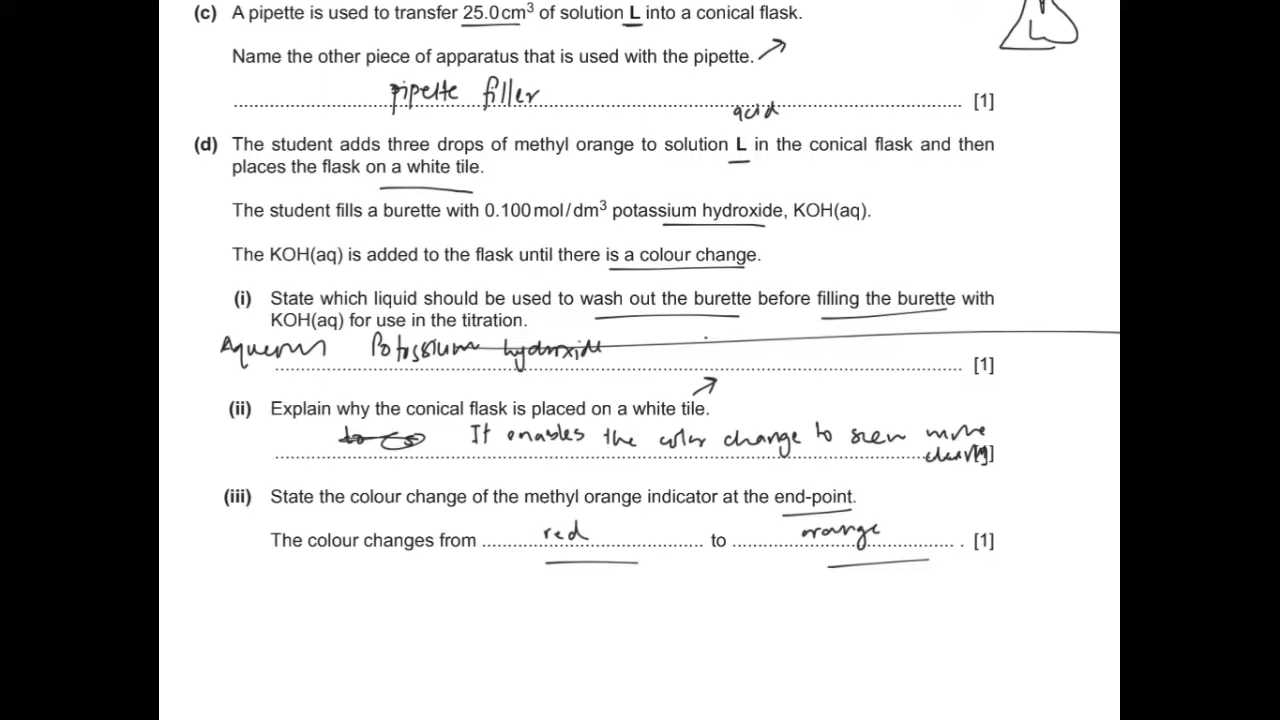 (c) A pipette is used to transfer 25.0 cm³ of solution L into a conical flask.
L
Name the other piece of apparatus that is used with the pipette.
pipette filler
[1]
acid
(d) The student adds three drops of methyl orange to solution L in the conical flask and then
places the flask on a white tile.
The student fills a burette with 0.100 mol/dm³ potassium hydroxide, KOH(aq).
The KOH(aq) is added to the flask until there is a colour change.
(i) State which liquid should be used to wash out the burette before filling the burette with
KOH(aq) for use in the titration.
Aqueous Potassium hydroxide
[1]
(ii) Explain why the conical flask is placed on a white tile.
It enables the color change to seen more
clearly [1]
(iii) State the colour change of the methyl orange indicator at the end-point.
The colour changes from red to orange . [1]